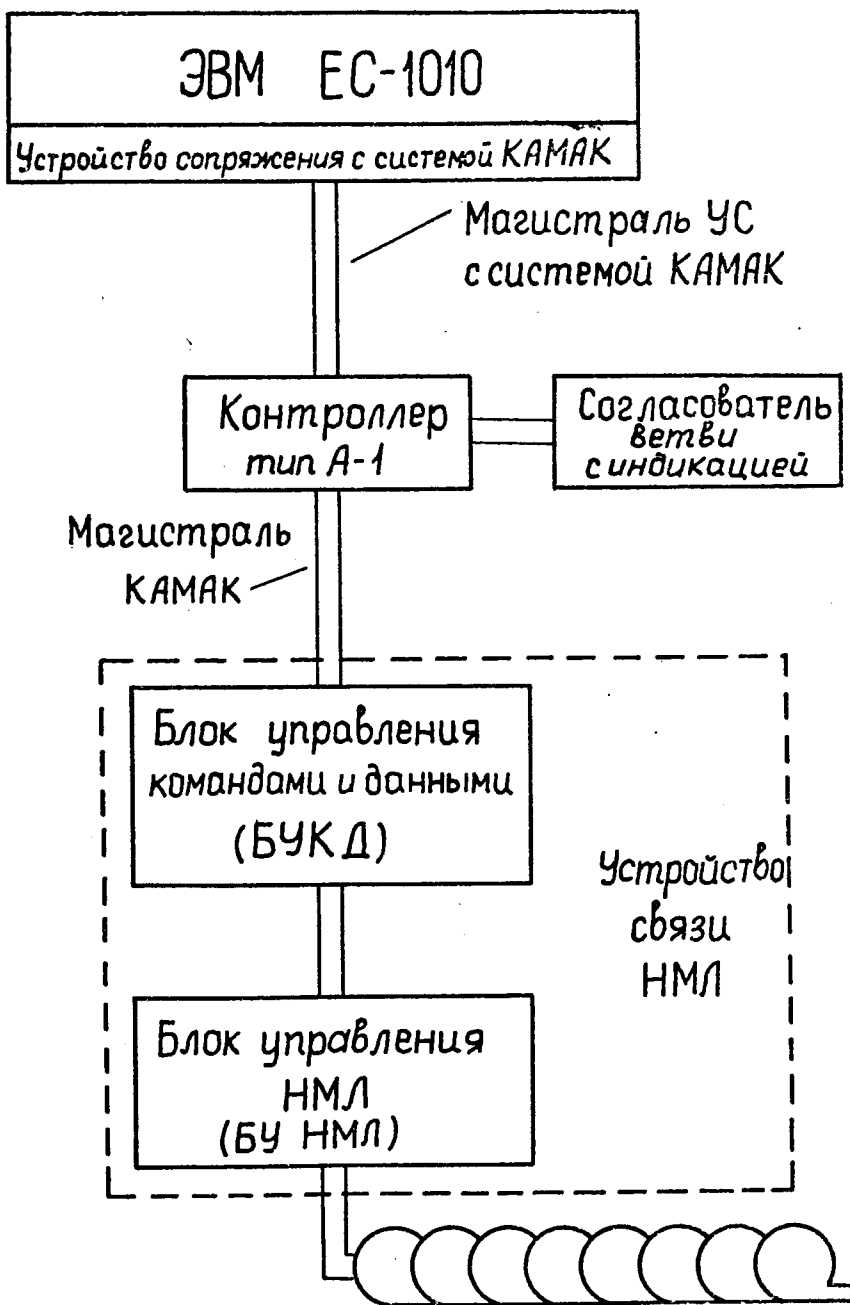 ЭВМ ЕС-1010
Устройство сопряжения с системой КАМАК
Магистраль УС
с системой КАМАК
Контроллер
тип А-1
Согласователь
ветви
с индикацией
Магистраль
КАМАК
Блок управления
командами и данными
(БУКД)
Устройство
связи
НМЛ
Блок управления
НМЛ
(БУ НМЛ)